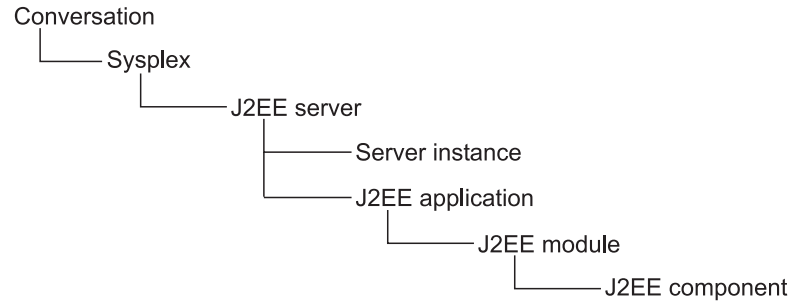 Conversation
Sysplex
J2EE server
Server instance
J2EE application
J2EE module
J2EE component